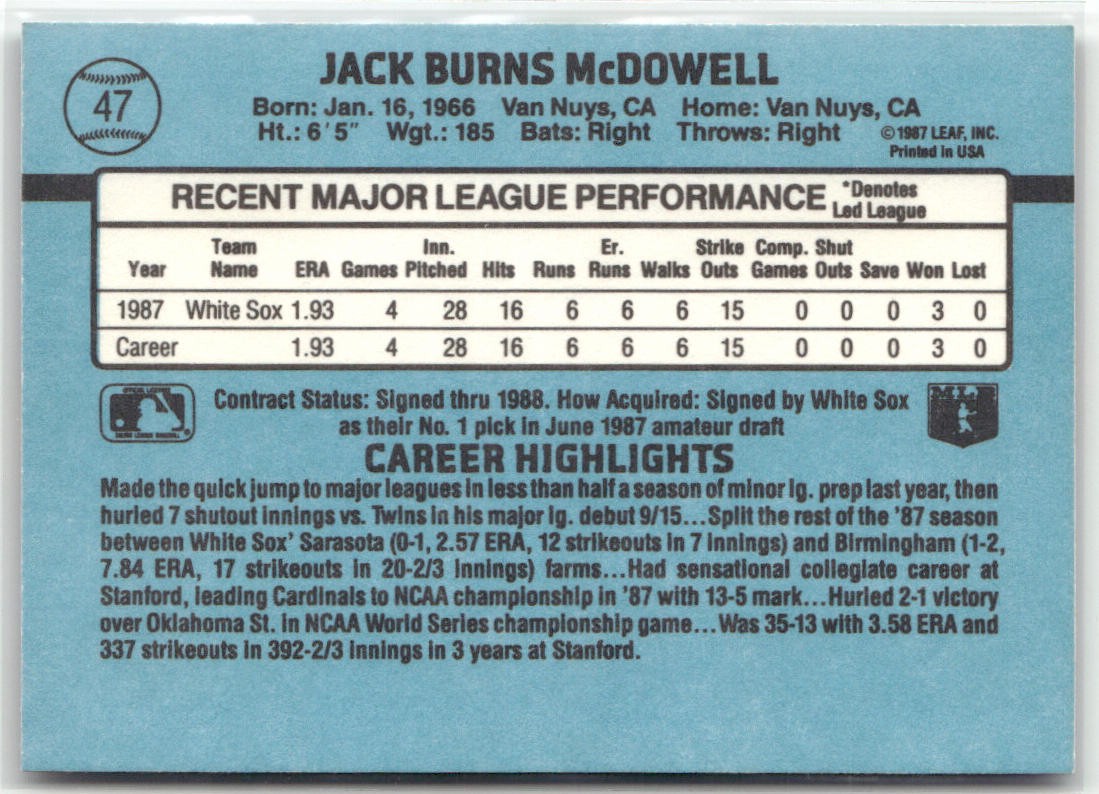 47
JACK BURNS McDOWELL
Born: Jan. 16, 1966 Van Nuys, CA Home: Van Nuys, CA
Ht.: 6'5" Wgt.: 185 Bats: Right Throws: Right ©1987 LEAF, INC.
Printed in USA
RECENT MAJOR LEAGUE PERFORMANCE *Denotes Led League
Year Team Name ERA Games Inn. Pitched Hits Runs Er. Runs Walks Strike Outs Comp. Games Shut Outs Save Won Lost
1987 White Sox 1.93 4 28 16 6 6 6 15 0 0 0 3 0
Career 1.93 4 28 16 6 6 6 15 0 0 0 3 0
Contract Status: Signed thru 1988. How Acquired: Signed by White Sox
as their No. 1 pick in June 1987 amateur draft
CAREER HIGHLIGHTS
Made the quick jump to major leagues in less than half a season of minor lg. prep last year, then
hurled 7 shutout innings vs. Twins in his major lg. debut 9/15...Split the rest of the '87 season
between White Sox' Sarasota (0-1, 2.57 ERA, 12 strikeouts in 7 innings) and Birmingham (1-2,
7.84 ERA, 17 strikeouts in 20-2/3 innings) farms...Had sensational collegiate career at
Stanford, leading Cardinals to NCAA championship in '87 with 13-5 mark...Hurled 2-1 victory
over Oklahoma St. in NCAA World Series championship game...Was 35-13 with 3.58 ERA and
337 strikeouts in 392-2/3 innings in 3 years at Stanford.